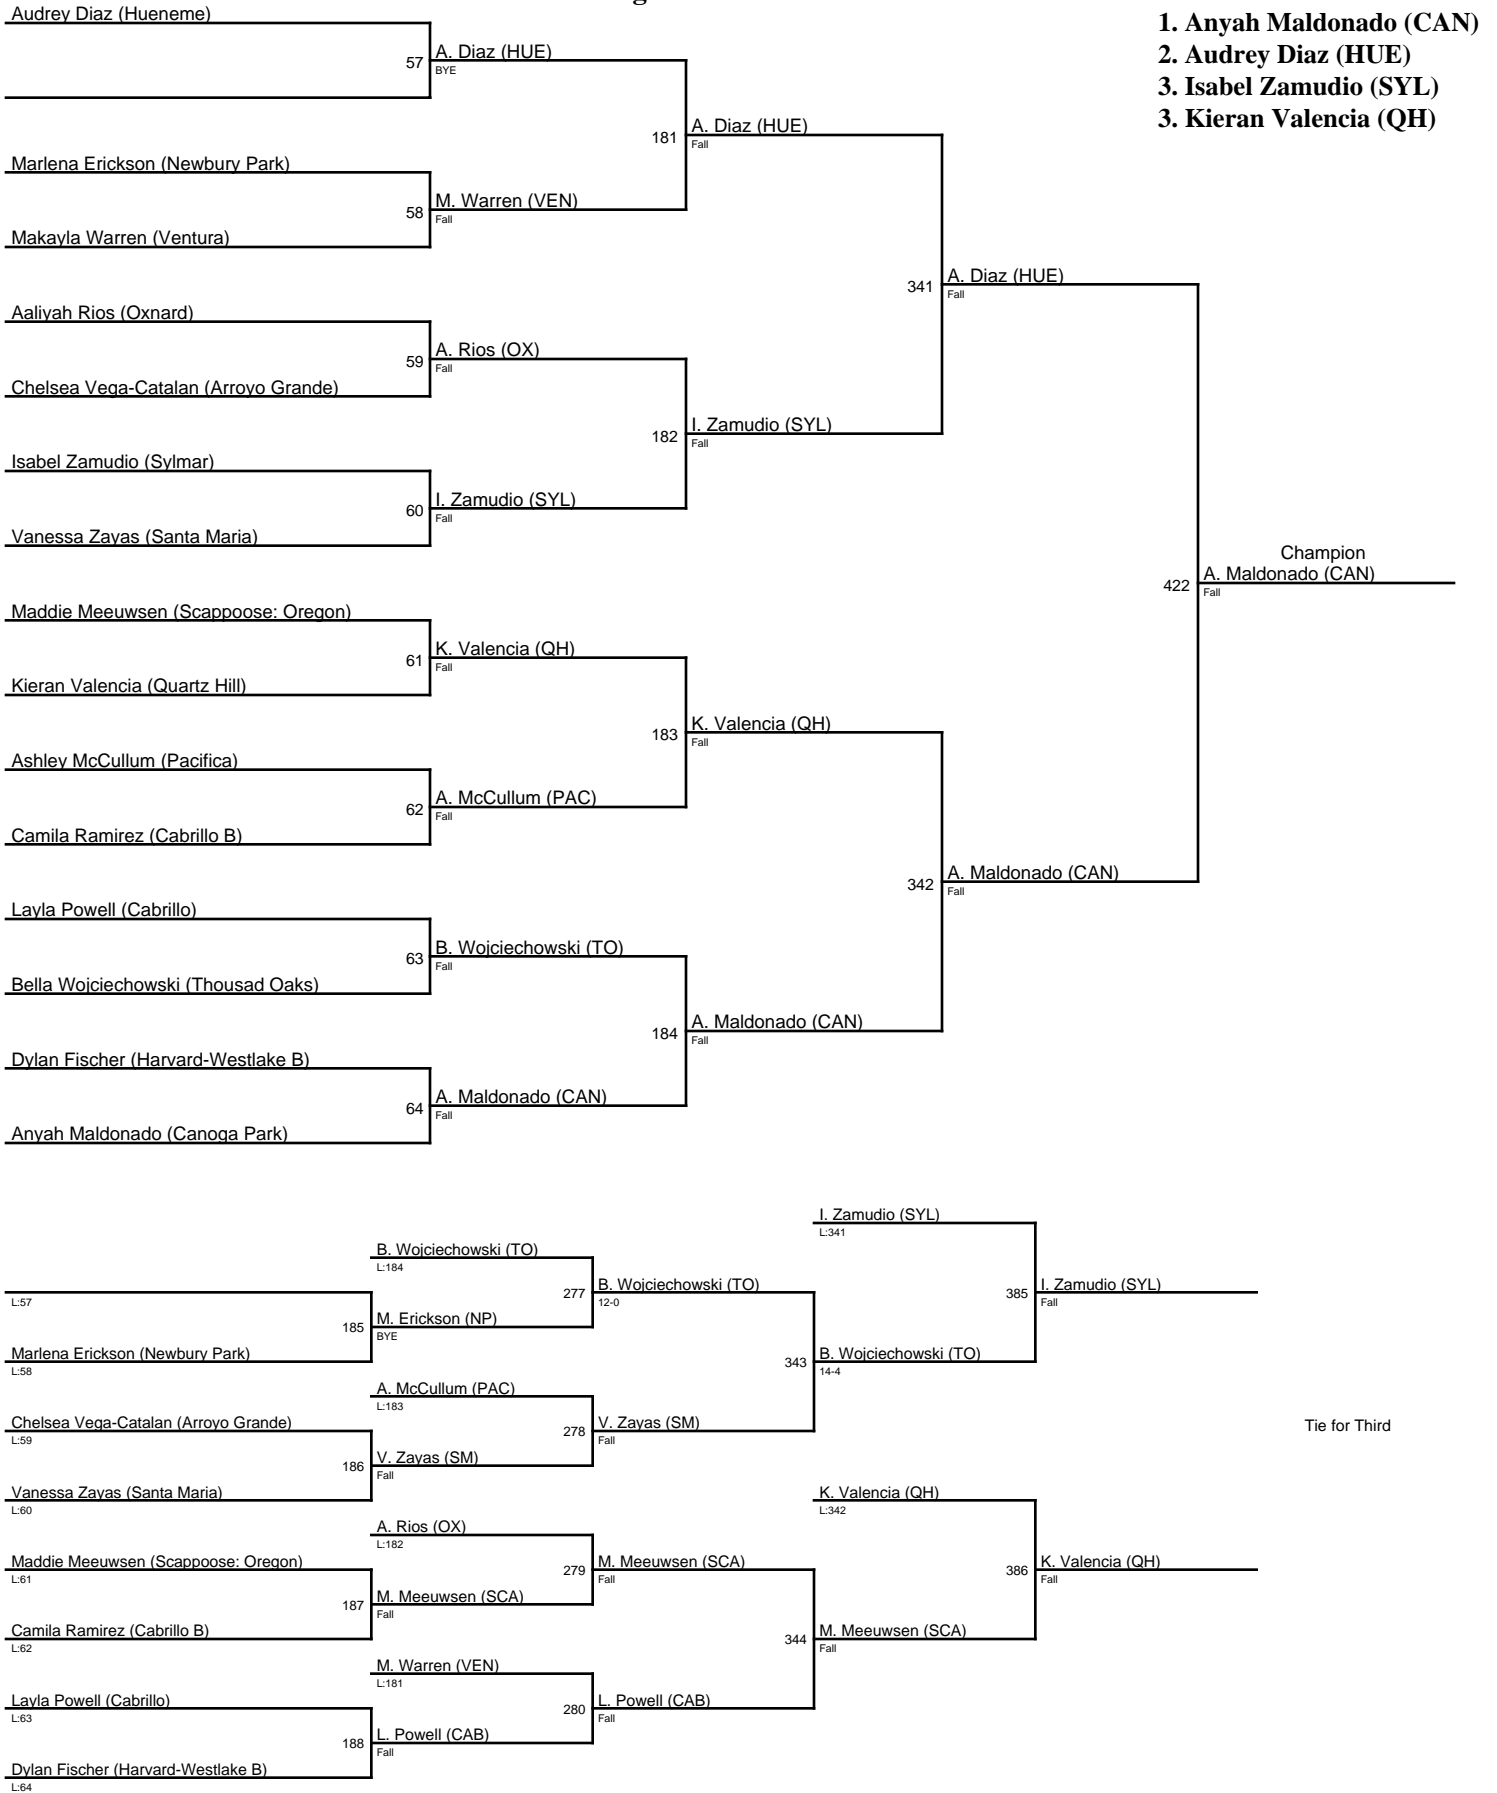 1. Anyah Maldonado (CAN)
2. Audrey Diaz (HUE)
3. Isabel Zamudio (SYL)
3. Kieran Valencia (QH)
Audrey Diaz (Hueneme)
57
A. Diaz (HUE)
BYE
181
A. Diaz (HUE)
Fall
Marlena Erickson (Newbury Park)
58
M. Warren (VEN)
Fall
Makayla Warren (Ventura)
341
A. Diaz (HUE)
Fall
Aaliyah Rios (Oxnard)
59
A. Rios (OX)
Fall
Chelsea Vega-Catalan (Arroyo Grande)
182
I. Zamudio (SYL)
Fall
Isabel Zamudio (Sylmar)
60
I. Zamudio (SYL)
Fall
Vanessa Zayas (Santa Maria)
Champion
422
A. Maldonado (CAN)
Fall
Maddie Meeuwsen (Scappoose: Oregon)
61
K. Valencia (QH)
Fall
Kieran Valencia (Quartz Hill)
183
K. Valencia (QH)
Fall
Ashley McCullum (Pacifica)
62
A. McCullum (PAC)
Fall
Camila Ramirez (Cabrillo B)
342
A. Maldonado (CAN)
Fall
Layla Powell (Cabrillo)
63
B. Wojciechowski (TO)
Fall
Bella Wojciechowski (Thousad Oaks)
184
A. Maldonado (CAN)
Fall
Dylan Fischer (Harvard-Westlake B)
64
A. Maldonado (CAN)
Fall
Anyah Maldonado (Canoga Park)
I. Zamudio (SYL)
L:341
B. Wojciechowski (TO)
L:184
277
B. Wojciechowski (TO)
12-0
385
I. Zamudio (SYL)
Fall
L:57
185
M. Erickson (NP)
BYE
Marlena Erickson (Newbury Park)
L:58
343
B. Wojciechowski (TO)
14-4
A. McCullum (PAC)
L:183
Chelsea Vega-Catalan (Arroyo Grande)
L:59
278
V. Zayas (SM)
Fall
Tie for Third
186
V. Zayas (SM)
Fall
Vanessa Zayas (Santa Maria)
L:60
K. Valencia (QH)
L:342
A. Rios (OX)
L:182
Maddie Meeuwsen (Scappoose: Oregon)
L:61
279
M. Meeuwsen (SCA)
Fall
386
K. Valencia (QH)
Fall
187
M. Meeuwsen (SCA)
Fall
Camila Ramirez (Cabrillo B)
L:62
344
M. Meeuwsen (SCA)
Fall
M. Warren (VEN)
L:181
Layla Powell (Cabrillo)
L:63
280
L. Powell (CAB)
Fall
188
L. Powell (CAB)
Fall
Dylan Fischer (Harvard-Westlake B)
L:64